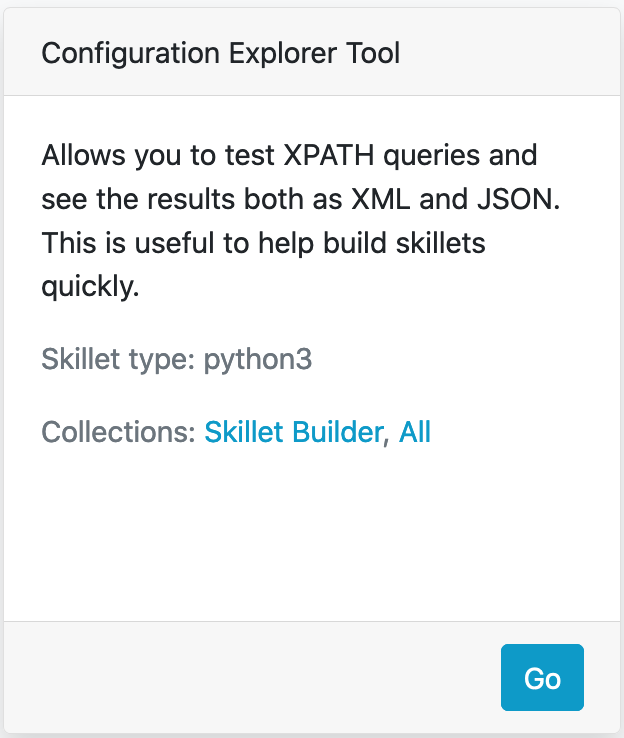 Configuration Explorer Tool
Allows you to test XPATH queries and
see the results both as XML and JSON.
This is useful to help build skillets
quickly.
Skillet type: python3
Collections: Skillet Builder, All
Go